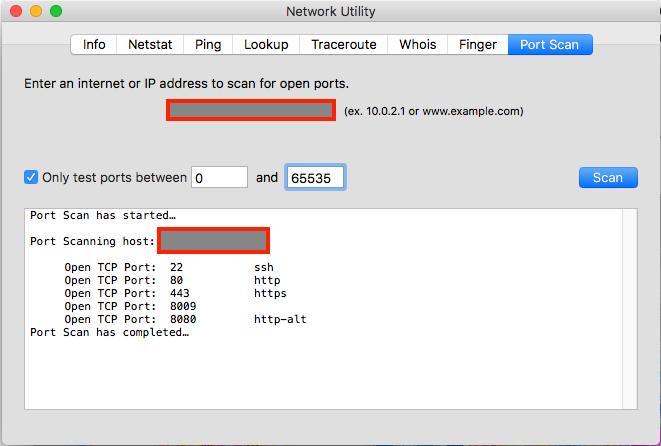 Network Utility
Info Netstat Ping Lookup Traceroute Whois Finger Port Scan
Enter an internet or IP address to scan for open ports.
(ex. 10.0.2.1 or www.example.com)
Only test ports between 0 and 65535 Scan
Port Scan has started…
Port Scanning host:
Open TCP Port: 22 ssh
Open TCP Port: 80 http
Open TCP Port: 443 https
Open TCP Port: 8009
Open TCP Port: 8080 http-alt
Port Scan has completed…